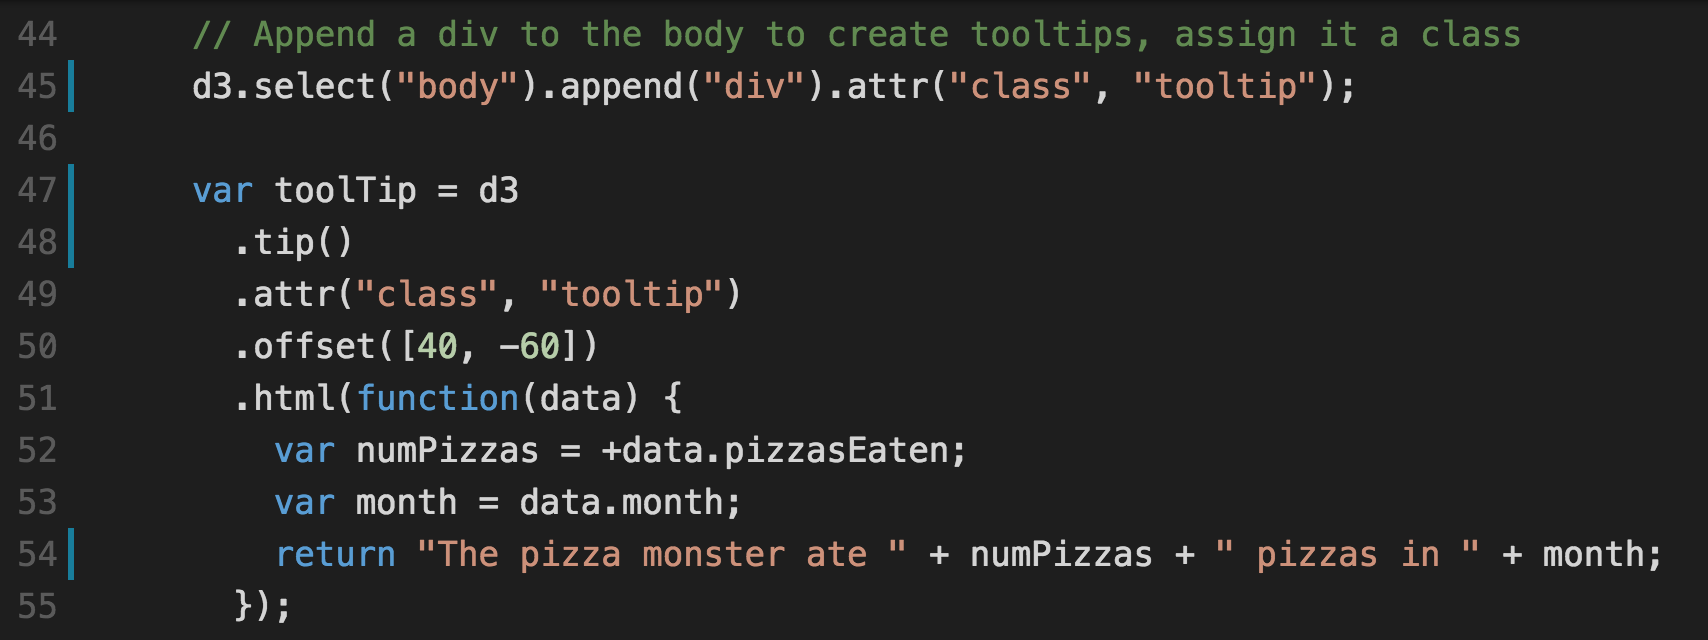 44 // Append a div to the body to create tooltips, assign it a class
45 d3.select("body").append("div").attr("class", "tooltip");
46
47 var toolTip = d3
48 .tip()
49 .attr("class", "tooltip")
50 .offset([40, -60])
51 .html(function(data) {
52 var numPizzas = +data.pizzasEaten;
53 var month = data.month;
54 return "The pizza monster ate " + numPizzas + " pizzas in " + month;
55 });